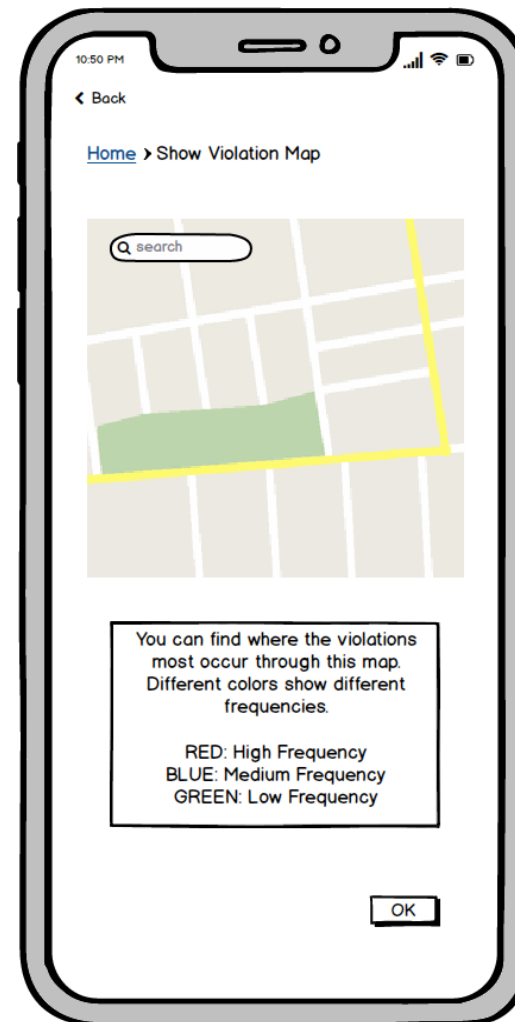 10:50 PM
Back
Home > Show Violation Map
search
You can find where the violations
most occur through this map.
Different colors show different
frequencies.
RED: High Frequency
BLUE: Medium Frequency
GREEN: Low Frequency
OK